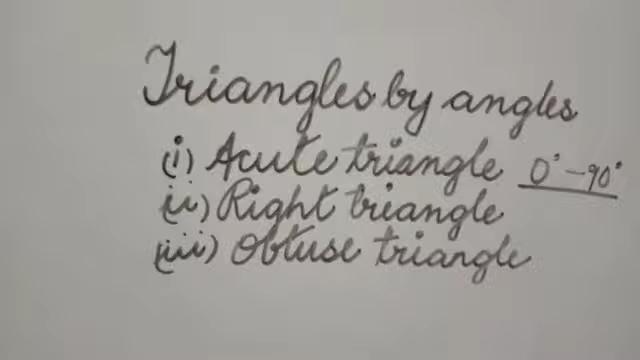 Triangles by angles
(i) Acute triangle 0°-90°
(ii) Right triangle
(iii) Obtuse triangle